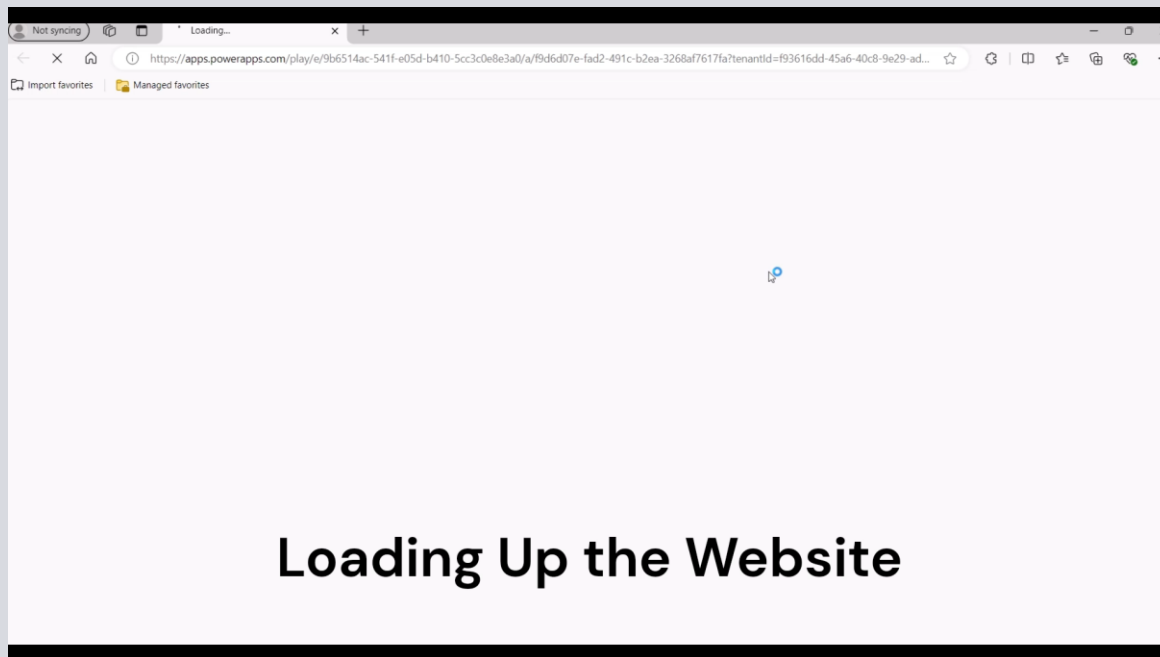 Not syncing
Loading...
https://apps.powerapps.com/play/e/9b6514ac-541f-e05d-b410-5cc3c0e8e3a0/a/f9d6d07e-fad2-491c-b2ea-3268af7617fa?tenantId=f93616dd-45a6-40c8-9e29-ad...
Import favorites
Managed favorites
Loading Up the Website